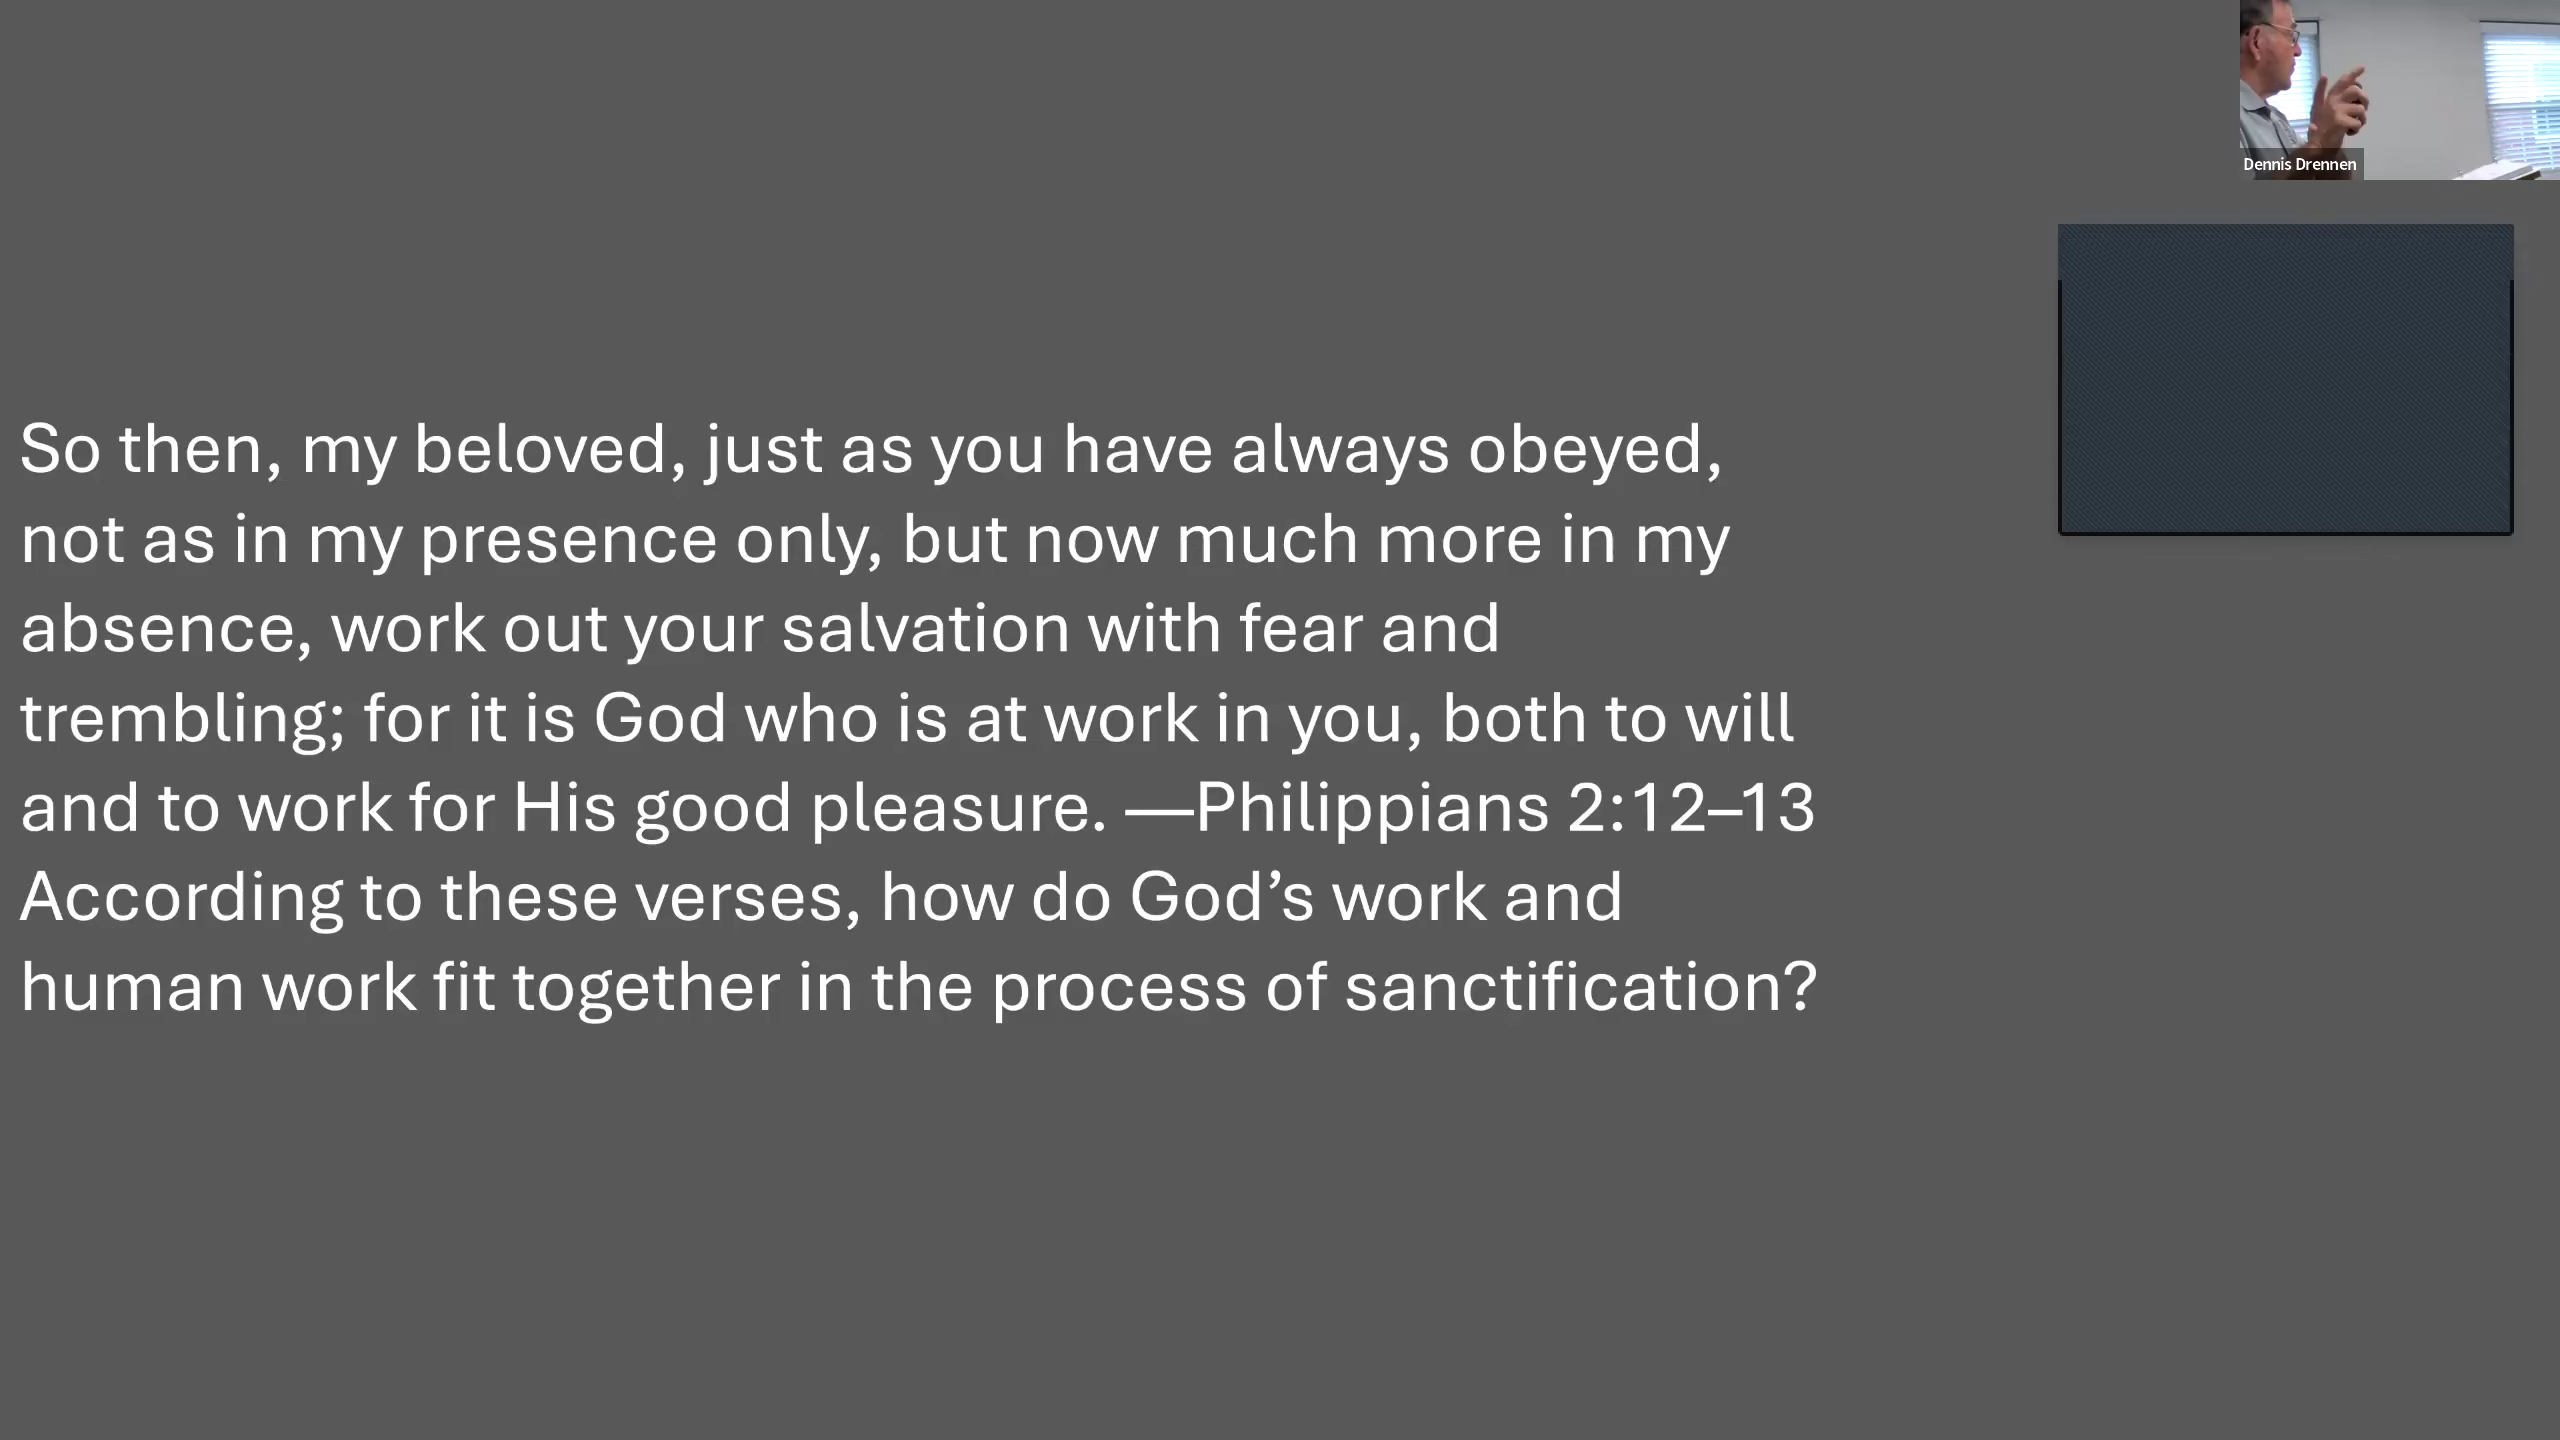 Dennis Drennen
So then, my beloved, just as you have always obeyed,
not as in my presence only, but now much more in my
absence, work out your salvation with fear and
trembling; for it is God who is at work in you, both to will
and to work for His good pleasure. —Philippians 2:12–13
According to these verses, how do God’s work and
human work fit together in the process of sanctification?